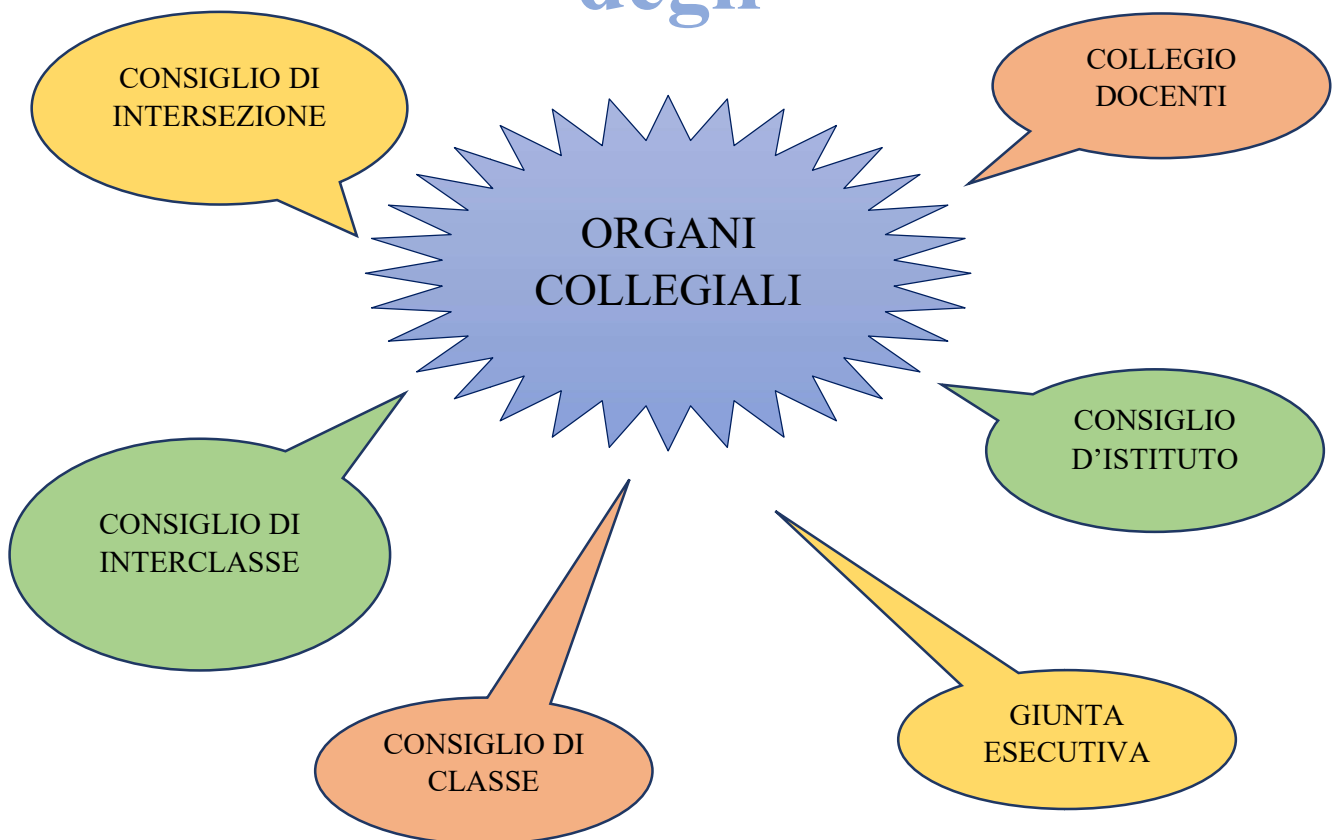 degli
CONSIGLIO DI
INTERSEZIONE
COLLEGIO
DOCENTI
ORGANI
COLLEGIALI
CONSIGLIO
D’ISTITUTO
CONSIGLIO DI
INTERCLASSE
GIUNTA
ESECUTIVA
CONSIGLIO DI
CLASSE